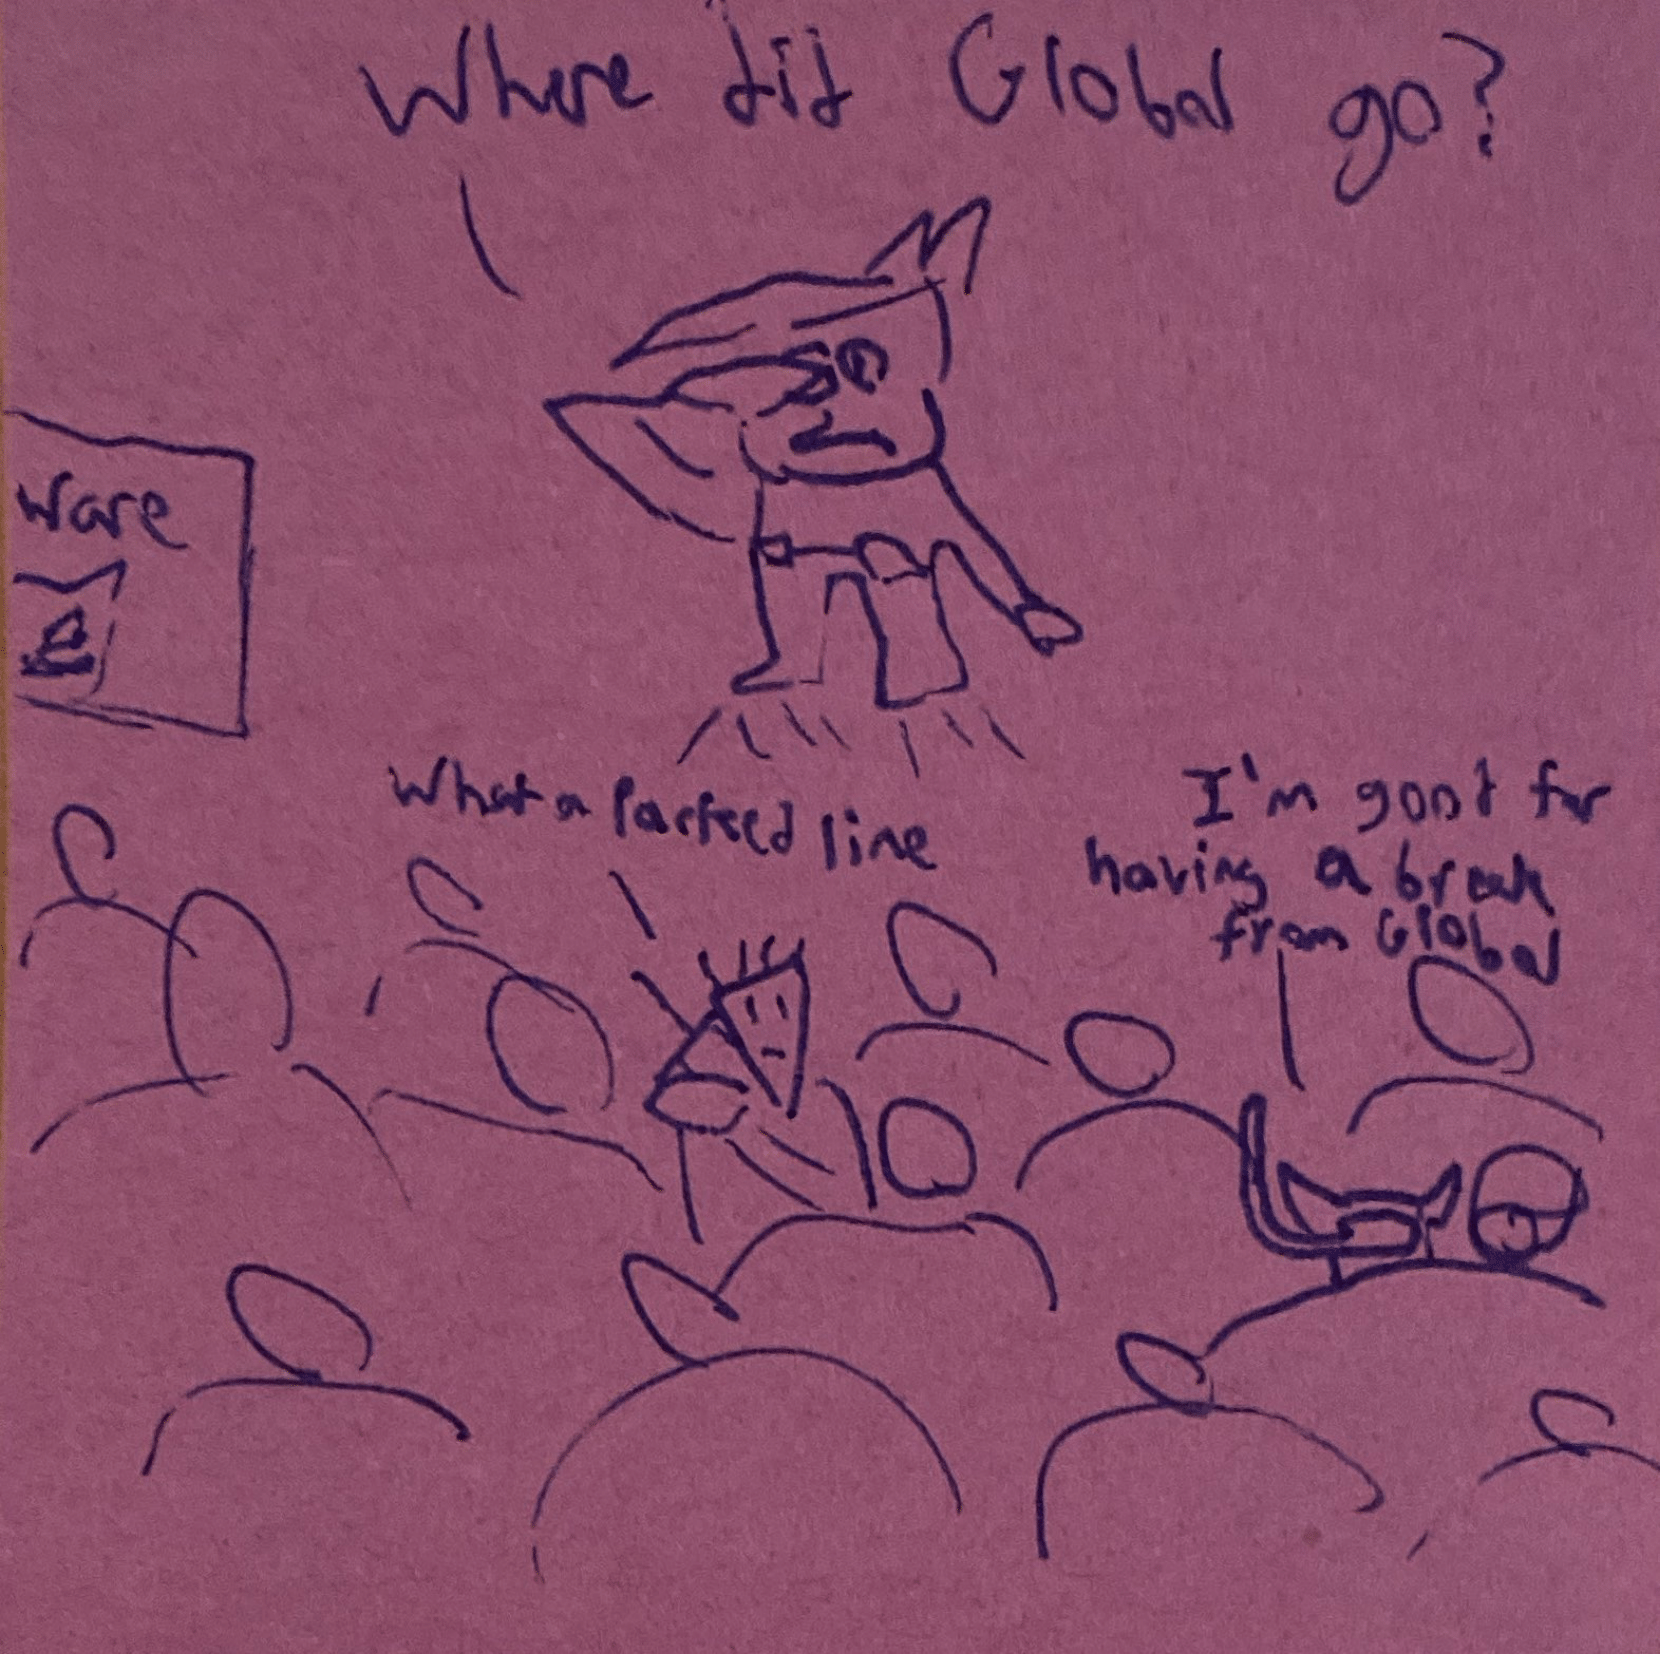 Where did Global go?
Ware
What a Parfeed line
I'm good for
having a break
from Global